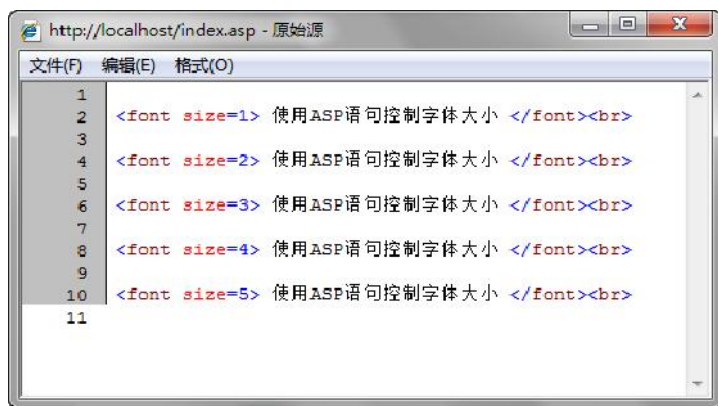 http://localhost/index.asp - 原始源
文件(F) 编辑(E) 格式(O)
1
2 <font size=1> 使用ASP语句控制字体大小 </font><br>
3
4 <font size=2> 使用ASP语句控制字体大小 </font><br>
5
6 <font size=3> 使用ASP语句控制字体大小 </font><br>
7
8 <font size=4> 使用ASP语句控制字体大小 </font><br>
9
10 <font size=5> 使用ASP语句控制字体大小 </font><br>
11